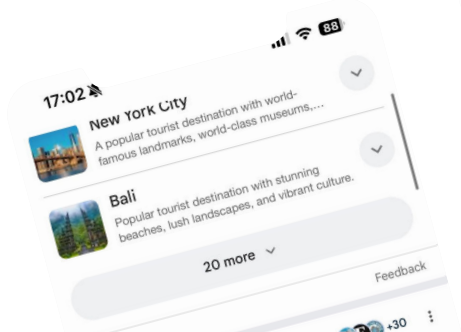 17:02
88
New York City
A popular tourist destination with world-
famous landmarks, world-class museums,...
Bali
Popular tourist destination with stunning
beaches, lush landscapes, and vibrant culture.
20 more
Feedback
+30